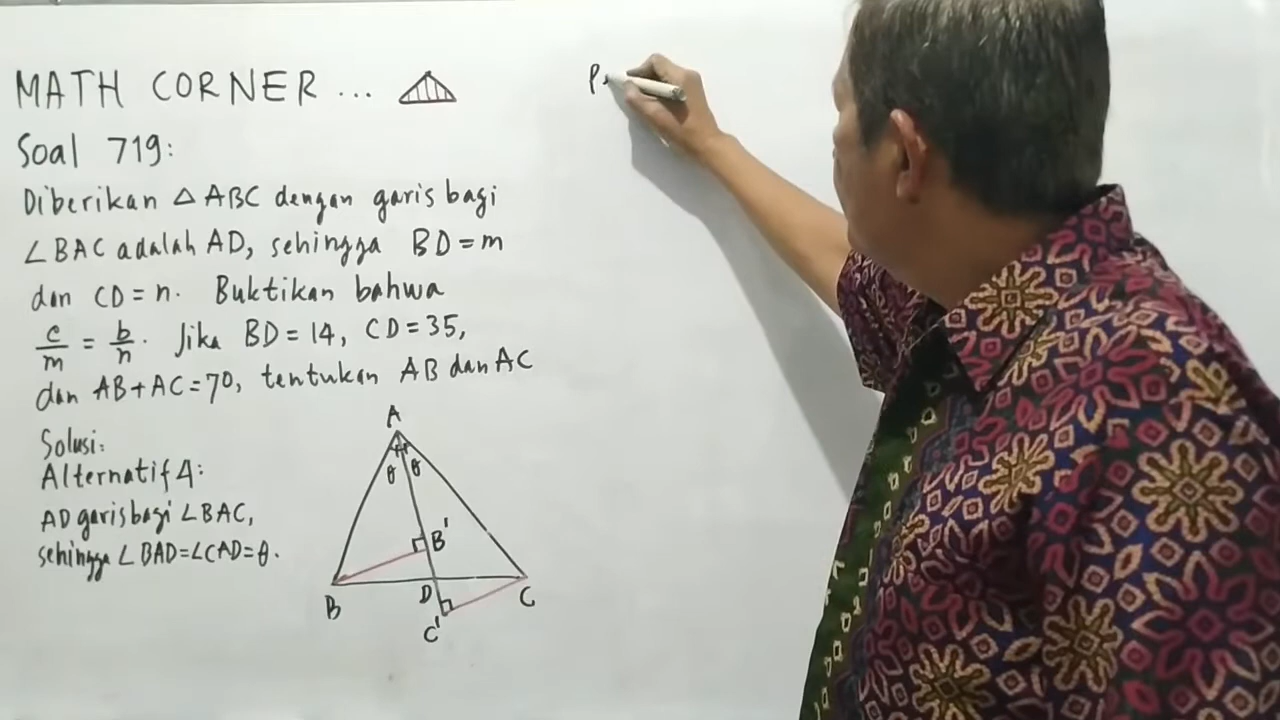 MATH CORNER ...
Soal 719:
Diberikan △ ABC dengan garis bagi
∠BAC adalah AD, sehingga BD = m
dan CD = n. Buktikan bahwa
c/m = b/n. Jika BD = 14, CD = 35,
dan AB + AC = 70, tentukan AB dan AC
Solusi:
Alternatif 4:
AD garis bagi ∠BAC,
sehingga ∠BAD = ∠CAD = θ.
A
θ θ
B'
B D C
C'